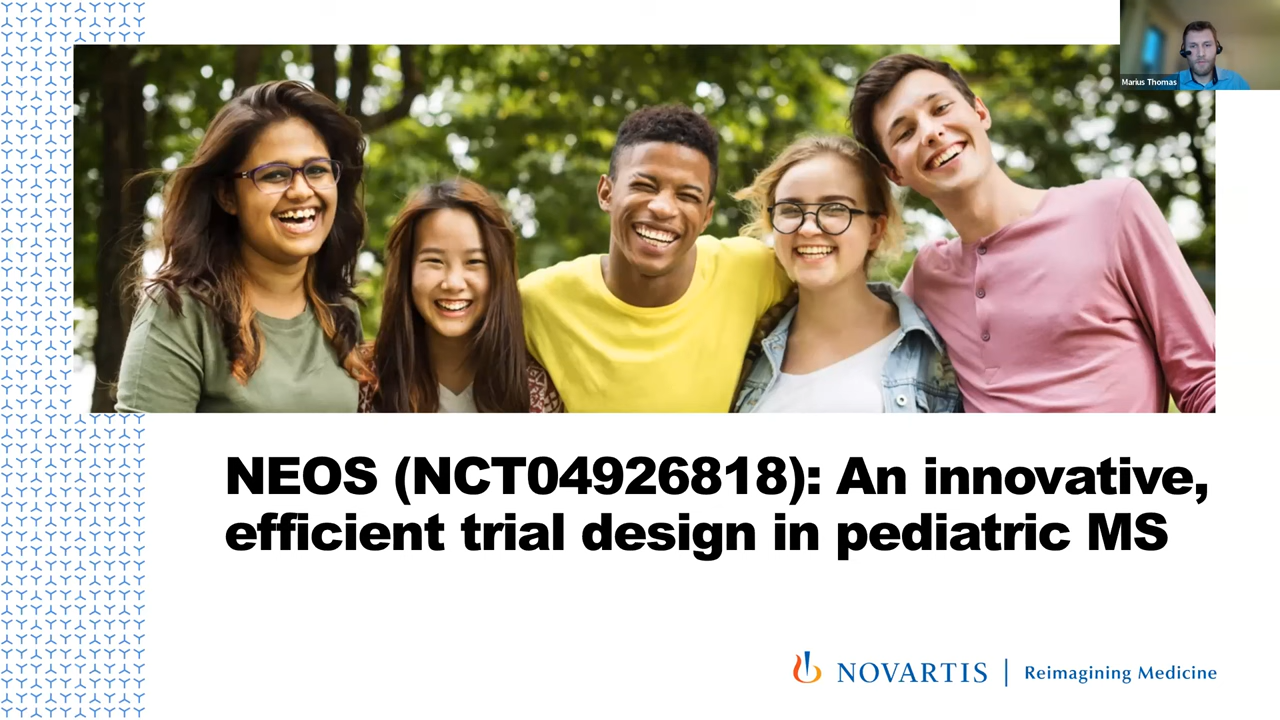 Marius Thomas
NEOS (NCT04926818): An innovative,
efficient trial design in pediatric MS
NOVARTIS | Reimagining Medicine